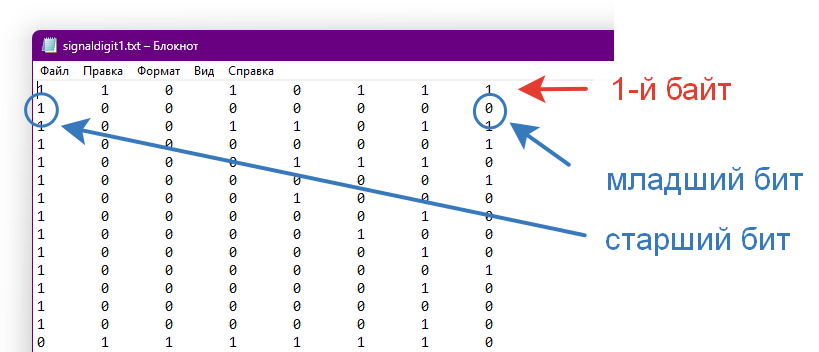 signaldigit1.txt – Блокнот
Файл Правка Формат Вид Справка
1 1 0 1 0 1 1 1
1 0 0 0 0 0 0 0
1 0 0 1 1 0 1 1
1 0 0 0 0 0 0 1
1 0 0 0 1 1 1 0
1 0 0 0 0 0 0 1
1 0 0 0 1 0 0 0
1 0 0 0 0 0 1 0
1 0 0 0 0 1 0 0
1 0 0 0 0 0 1 0
1 0 0 0 0 0 0 1
1 0 0 0 0 0 1 0
1 0 0 0 0 0 0 0
1 0 0 0 0 0 1 0
0 1 1 1 1 1 1 0
1-й байт
младший бит
старший бит